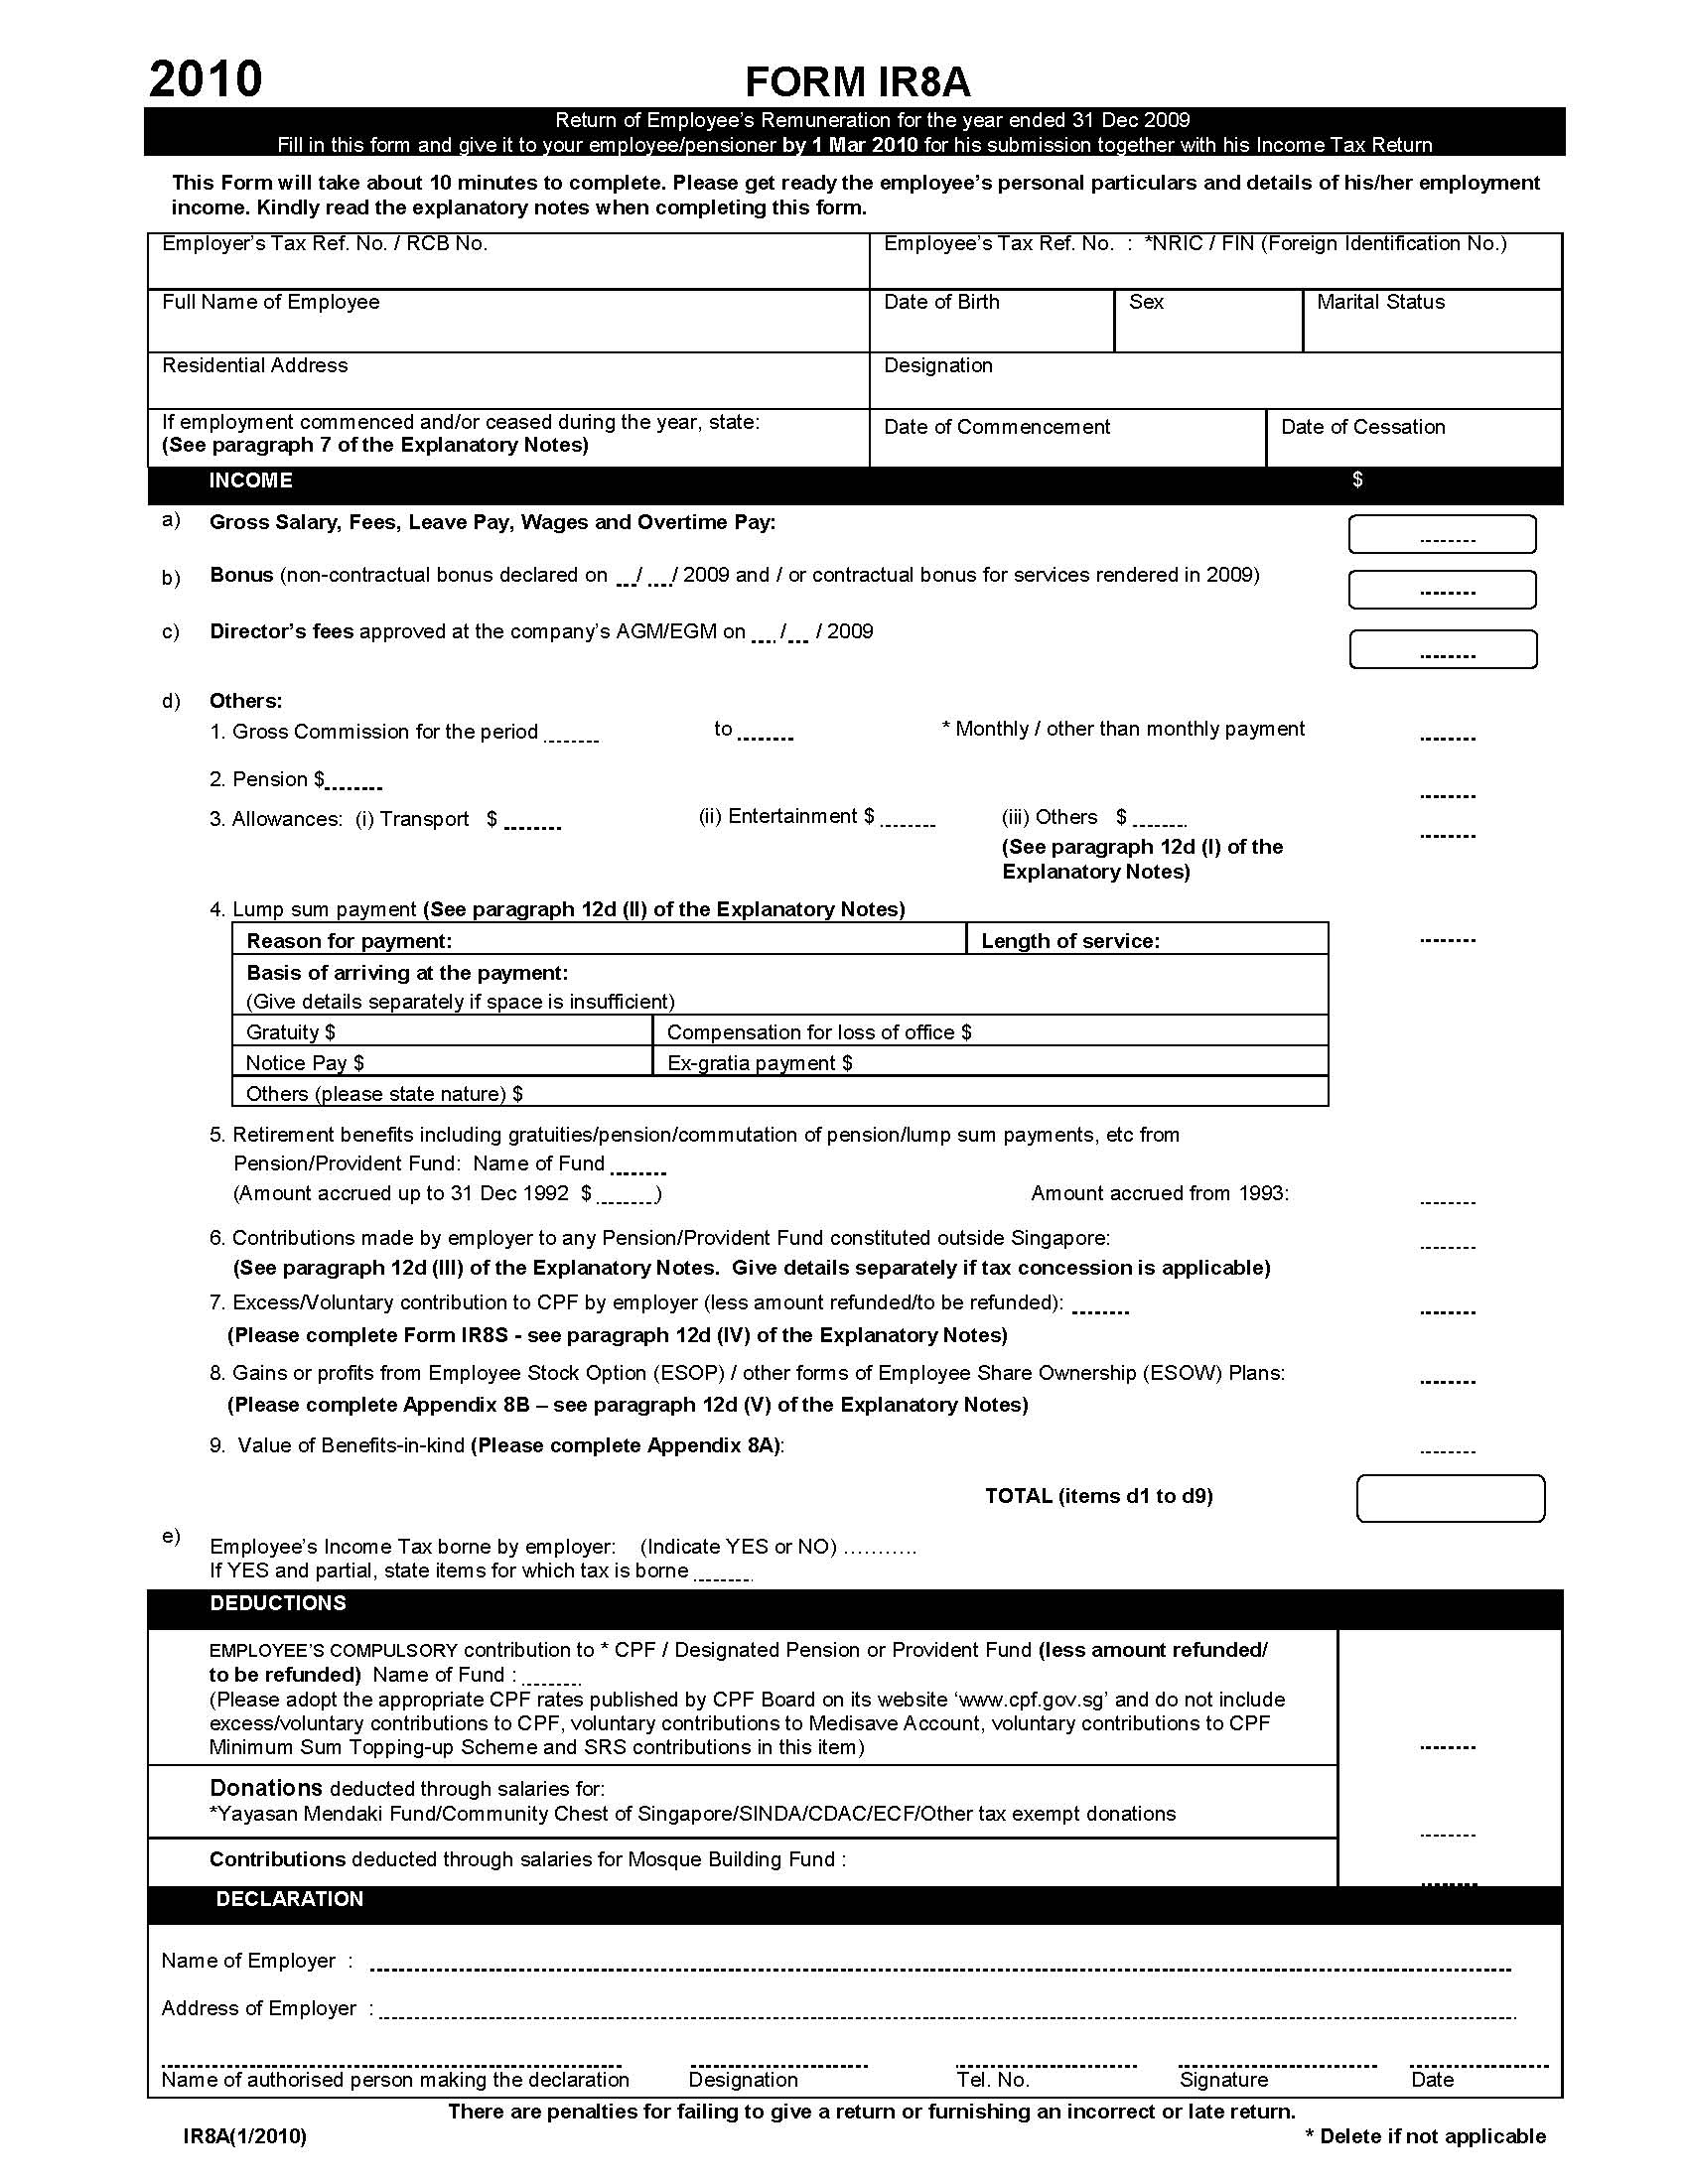 2010 FORM IR8A
Return of Employee's Remuneration for the year ended 31 Dec 2009
Fill in this form and give it to your employee/pensioner by 1 Mar 2010 for his submission together with his Income Tax Return
This Form will take about 10 minutes to complete. Please get ready the employee's personal particulars and details of his/her employment
income. Kindly read the explanatory notes when completing this form.
Employer's Tax Ref. No. / RCB No. Employee's Tax Ref. No. : *NRIC / FIN (Foreign Identification No.)
Full Name of Employee Date of Birth Sex Marital Status
Residential Address Designation
If employment commenced and/or ceased during the year, state:
(See paragraph 7 of the Explanatory Notes) Date of Commencement Date of Cessation
INCOME $
a) Gross Salary, Fees, Leave Pay, Wages and Overtime Pay: ........
b) Bonus (non-contractual bonus declared on .../ ..../ 2009 and / or contractual bonus for services rendered in 2009) ........
c) Director's fees approved at the company's AGM/EGM on .... /... / 2009 ........
d) Others:
1. Gross Commission for the period ........ to ........ * Monthly / other than monthly payment ........
2. Pension $........ ........
3. Allowances: (i) Transport $ ........ (ii) Entertainment $ ........ (iii) Others $ ........ ........
(See paragraph 12d (I) of the
Explanatory Notes)
4. Lump sum payment (See paragraph 12d (II) of the Explanatory Notes)
Reason for payment: Length of service: ........
Basis of arriving at the payment:
(Give details separately if space is insufficient)
Gratuity $ Compensation for loss of office $
Notice Pay $ Ex-gratia payment $
Others (please state nature) $
5. Retirement benefits including gratuities/pension/commutation of pension/lump sum payments, etc from
Pension/Provident Fund: Name of Fund ........
(Amount accrued up to 31 Dec 1992 $ ........) Amount accrued from 1993: ........
6. Contributions made by employer to any Pension/Provident Fund constituted outside Singapore: ........
(See paragraph 12d (III) of the Explanatory Notes. Give details separately if tax concession is applicable)
7. Excess/Voluntary contribution to CPF by employer (less amount refunded/to be refunded): ........ ........
(Please complete Form IR8S - see paragraph 12d (IV) of the Explanatory Notes)
8. Gains or profits from Employee Stock Option (ESOP) / other forms of Employee Share Ownership (ESOW) Plans: ........
(Please complete Appendix 8B – see paragraph 12d (V) of the Explanatory Notes)
9. Value of Benefits-in-kind (Please complete Appendix 8A): ........
TOTAL (items d1 to d9)
e) Employee's Income Tax borne by employer: (Indicate YES or NO) ...........
If YES and partial, state items for which tax is borne ........
DEDUCTIONS
EMPLOYEE'S COMPULSORY contribution to * CPF / Designated Pension or Provident Fund (less amount refunded/
to be refunded) Name of Fund : ........
(Please adopt the appropriate CPF rates published by CPF Board on its website ‘www.cpf.gov.sg’ and do not include
excess/voluntary contributions to CPF, voluntary contributions to Medisave Account, voluntary contributions to CPF
Minimum Sum Topping-up Scheme and SRS contributions in this item) ........
Donations deducted through salaries for:
*Yayasan Mendaki Fund/Community Chest of Singapore/SINDA/CDAC/ECF/Other tax exempt donations ........
Contributions deducted through salaries for Mosque Building Fund : ........
DECLARATION
Name of Employer : ........
Address of Employer : ........
Name of authorised person making the declaration Designation Tel. No. Signature Date
There are penalties for failing to give a return or furnishing an incorrect or late return.
IR8A(1/2010) * Delete if not applicable